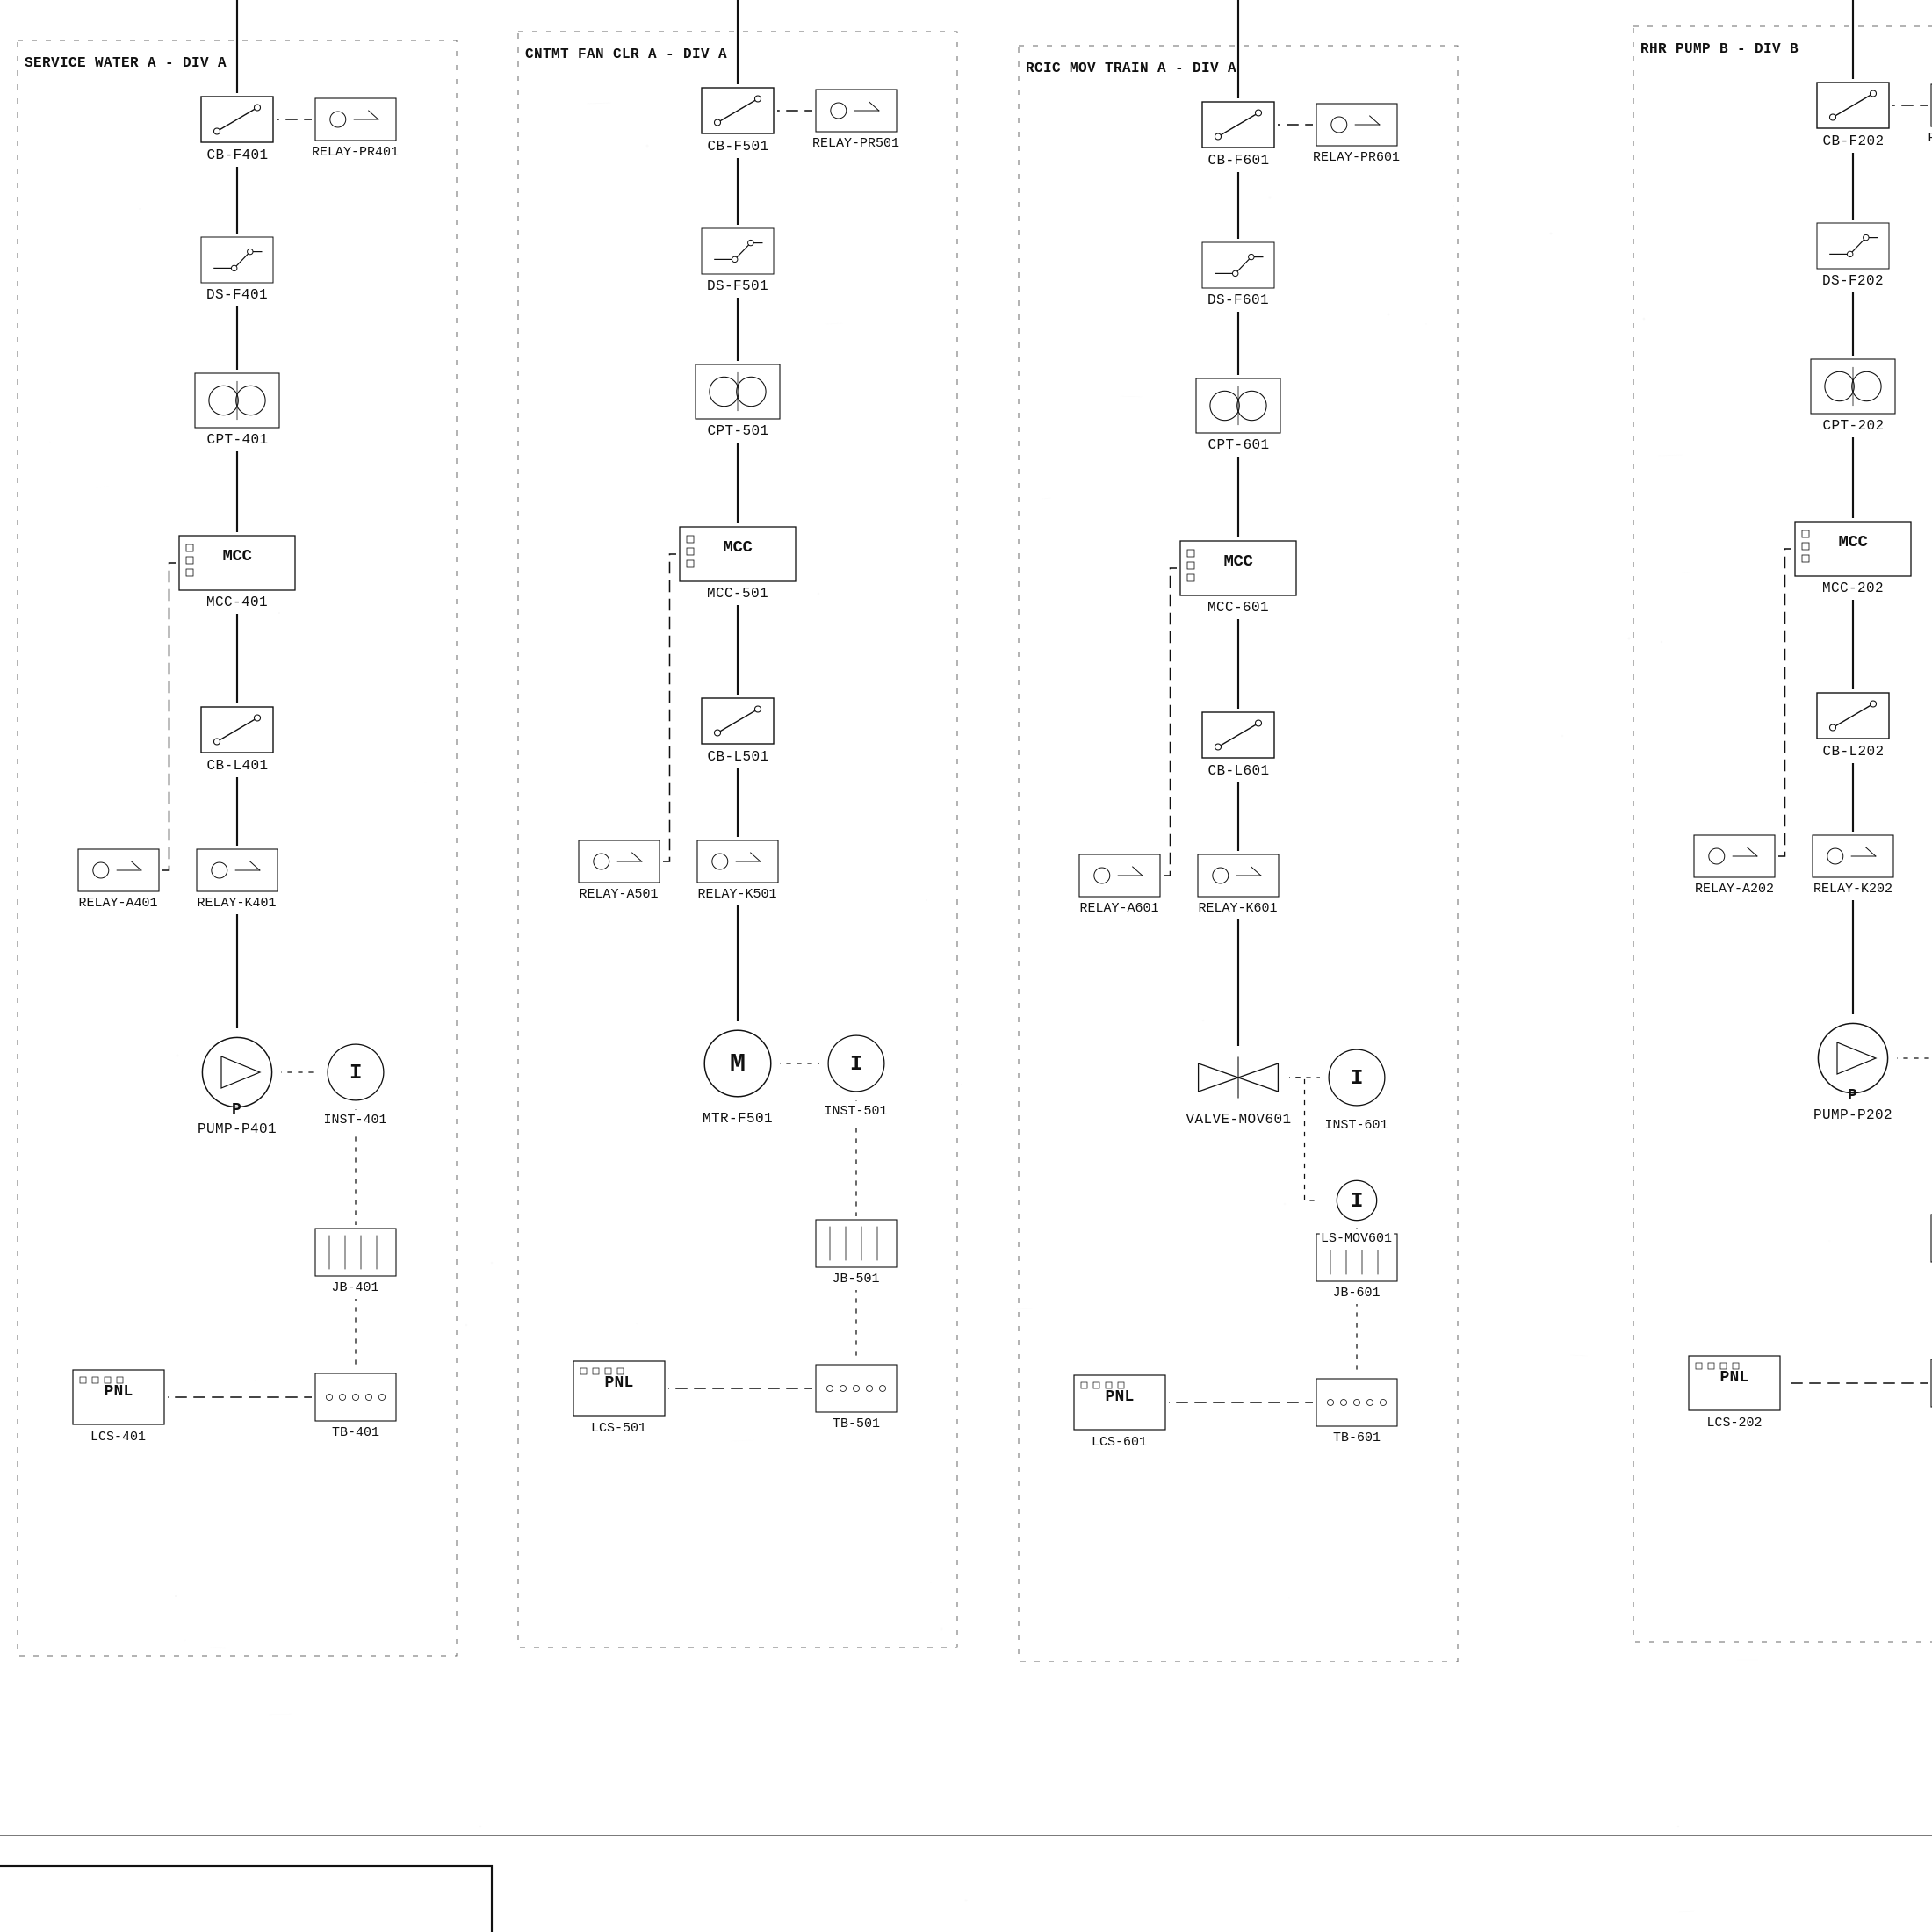 SERVICE WATER A - DIV A
CB-F401
RELAY-PR401
DS-F401
CPT-401
MCC
MCC-401
CB-L401
RELAY-A401
RELAY-K401
P
PUMP-P401
I
INST-401
JB-401
PNL
LCS-401
TB-401
CNTMT FAN CLR A - DIV A
CB-F501
RELAY-PR501
DS-F501
CPT-501
MCC
MCC-501
CB-L501
RELAY-A501
RELAY-K501
M
MTR-F501
I
INST-501
JB-501
PNL
LCS-501
TB-501
RCIC MOV TRAIN A - DIV A
CB-F601
RELAY-PR601
DS-F601
CPT-601
MCC
MCC-601
CB-L601
RELAY-A601
RELAY-K601
VALVE-MOV601
I
INST-601
I
LS-MOV601
JB-601
PNL
LCS-601
TB-601
RHR PUMP B - DIV B
CB-F202
DS-F202
CPT-202
MCC
MCC-202
CB-L202
RELAY-A202
RELAY-K202
P
PUMP-P202
PNL
LCS-202